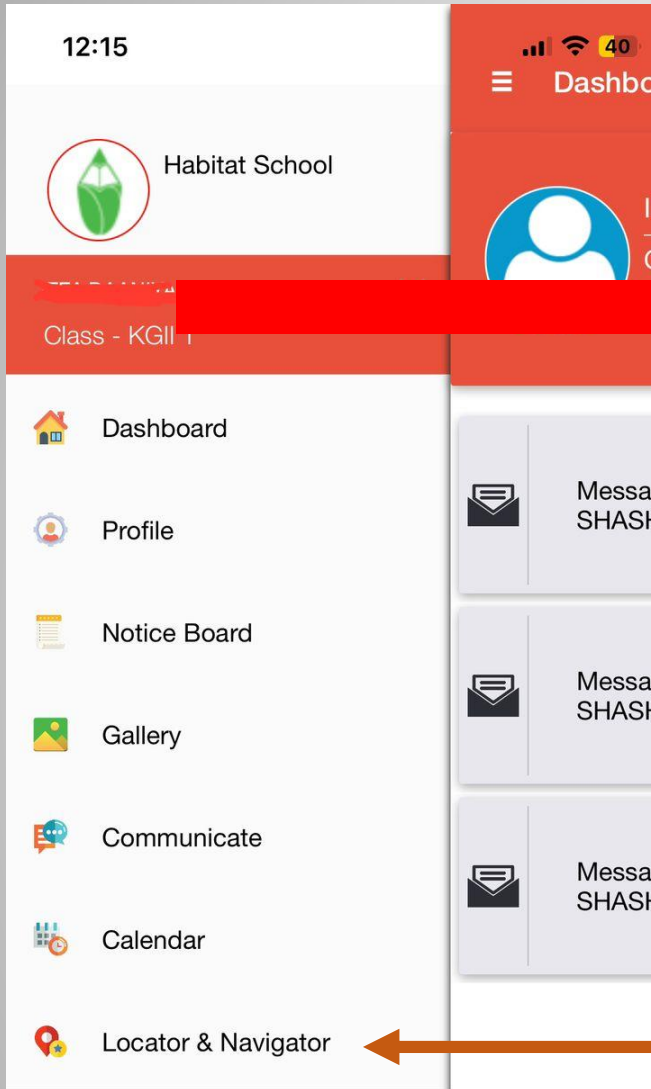 12:15
40
Dashbo
Habitat School
Class - KGII
Dashboard
Profile
Notice Board
Gallery
Communicate
Calendar
Locator & Navigator
Messa
SHASH
Messa
SHASH
Messa
SHASH